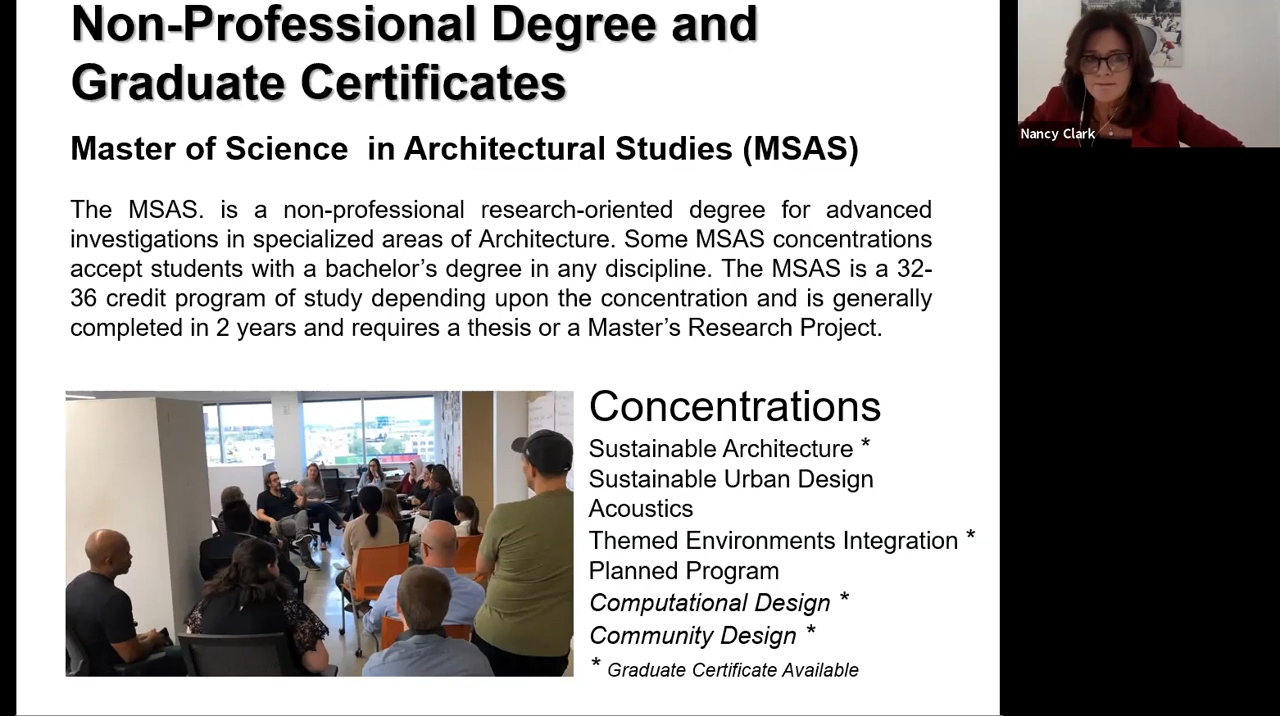 Non-Professional Degree and
Graduate Certificates
Master of Science in Architectural Studies (MSAS)
The MSAS. is a non-professional research-oriented degree for advanced
investigations in specialized areas of Architecture. Some MSAS concentrations
accept students with a bachelor’s degree in any discipline. The MSAS is a 32-
36 credit program of study depending upon the concentration and is generally
completed in 2 years and requires a thesis or a Master’s Research Project.
Concentrations
Sustainable Architecture *
Sustainable Urban Design
Acoustics
Themed Environments Integration *
Planned Program
Computational Design *
Community Design *
* Graduate Certificate Available
Nancy Clark